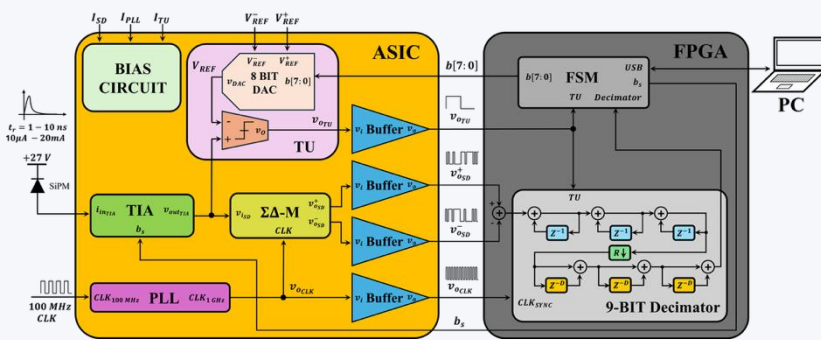 I_SD I_PLL I_TU
V⁻_REF V⁺_REF
ASIC
FPGA
BIAS
CIRCUIT
V_REF
V⁻_REF V⁺_REF
v_DAC 8 BIT b[7:0]
DAC
b[7:0]
b[7:0] FSM USB
b_s
TU Decimator
PC
t_r = 1 − 10 ns
10μA − 20mA
- + v_o
v_oTU
TU
v_i Buffer v_o
v_oTU
+27 V
SiPM
i_inTIA TIA v_outTIA
b_s
v_iSD ΣΔ-M v⁺_oSD
v⁻_oSD
CLK
v_i Buffer v_o
v⁺_oSD
v_i Buffer v_o
v⁻_oSD
+
-
TU
Z⁻¹ Z⁻¹ Z⁻¹
R↓
Z⁻ᴰ Z⁻ᴰ Z⁻ᴰ
CLK_SYNC 9-BIT Decimator
100 MHz
CLK
CLK_100 MHz PLL CLK_1 GHz
v_oCLK
v_i Buffer v_o
v_oCLK
b_s